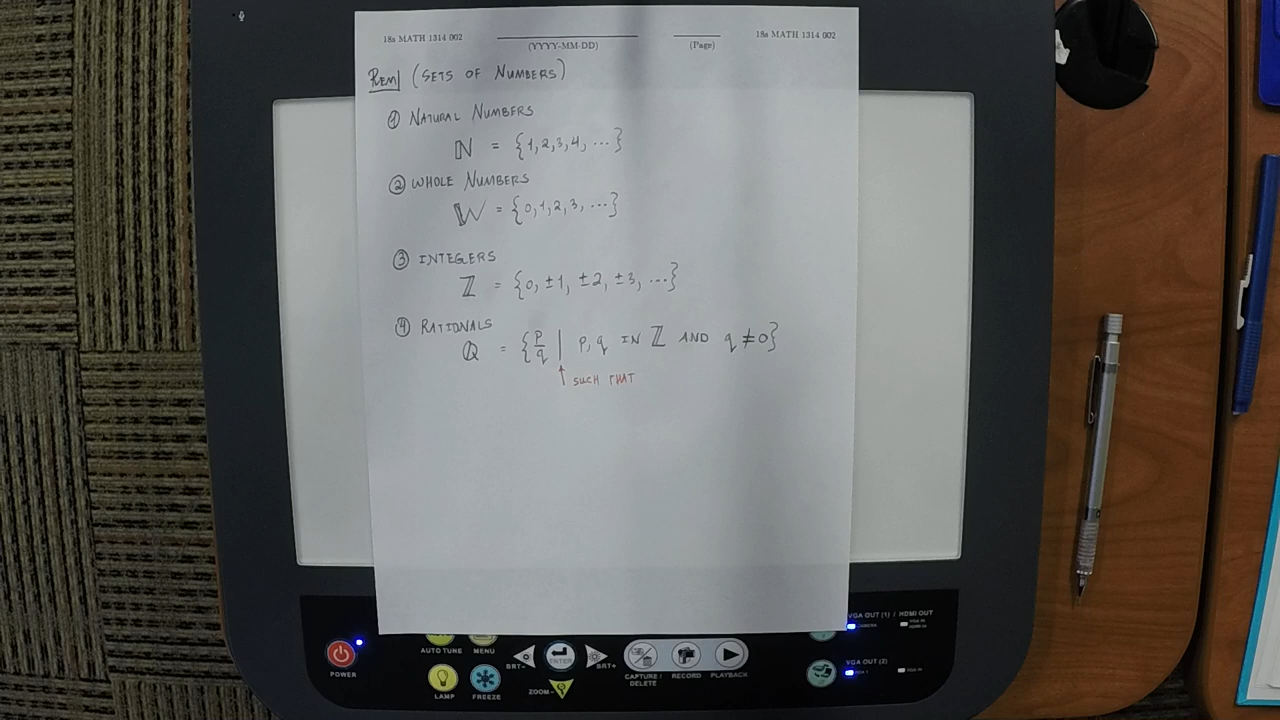 18s MATH 1314 002 (YYYY-MM-DD) (Page) 18s MATH 1314 002
REM (SETS OF NUMBERS)
① NATURAL NUMBERS
ℕ = {1, 2, 3, 4, ...}
② WHOLE NUMBERS
𝕎 = {0, 1, 2, 3, ...}
③ INTEGERS
ℤ = {0, ±1, ±2, ±3, ...}
④ RATIONALS
ℚ = {p/q | p, q IN ℤ AND q ≠ 0}
↑ SUCH THAT
VGA OUT (1) / HDMI OUT
CAMERA
AUTO TUNE MENU
BRT- ENTER BRT+
POWER
VGA OUT (2)
LAMP FREEZE ZOOM- CAPTURE / DELETE RECORD PLAYBACK